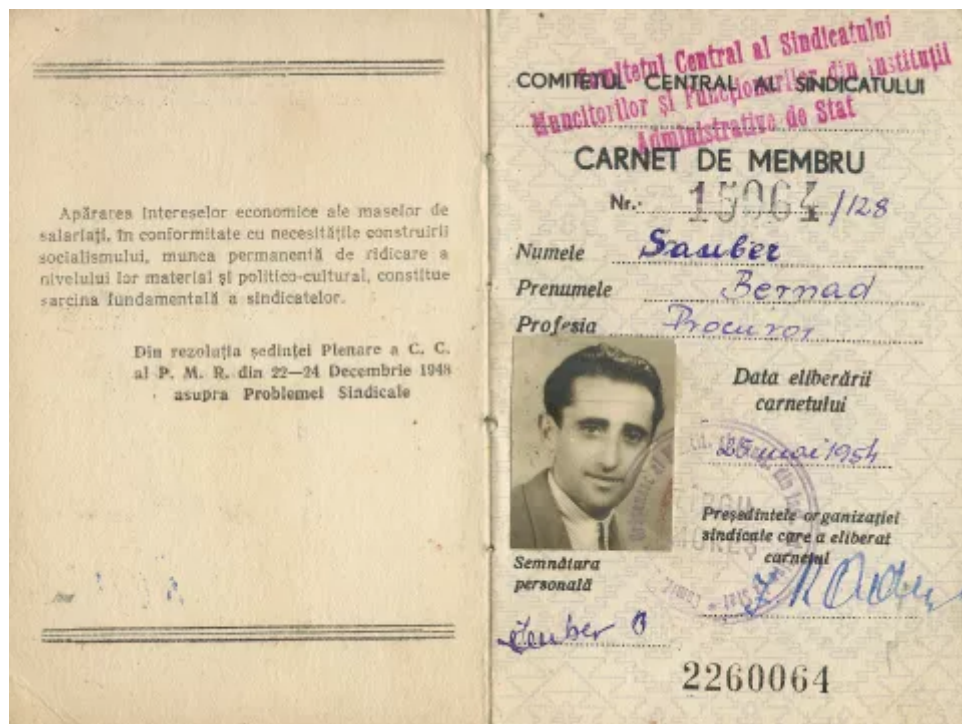 Apărarea intereselor economice ale maselor de
salariați, în conformitate cu necesitățile construirii
socialismului, munca permanentă de ridicare a
nivelului lor material și politico-cultural, constitue
sarcina fundamentală a sindicatelor.
Din rezoluția ședinței Plenare a C. C.
al P. M. R. din 22—24 Decembrie 1948
asupra Problemei Sindicale
Comitetul Central al Sindicatului
Muncitorilor și Funcționarilor din instituții
Administrative de Stat
COMITETUL CENTRAL AL SINDICATULUI
CARNET DE MEMBRU
Nr. 15064/128
Numele Sauber
Prenumele Bernad
Profesia Procuror
Data eliberării
carnetului
25 mai 1954
Președintele organizației
sindicale care a eliberat
carnetul
Semnătura
personală
2260064